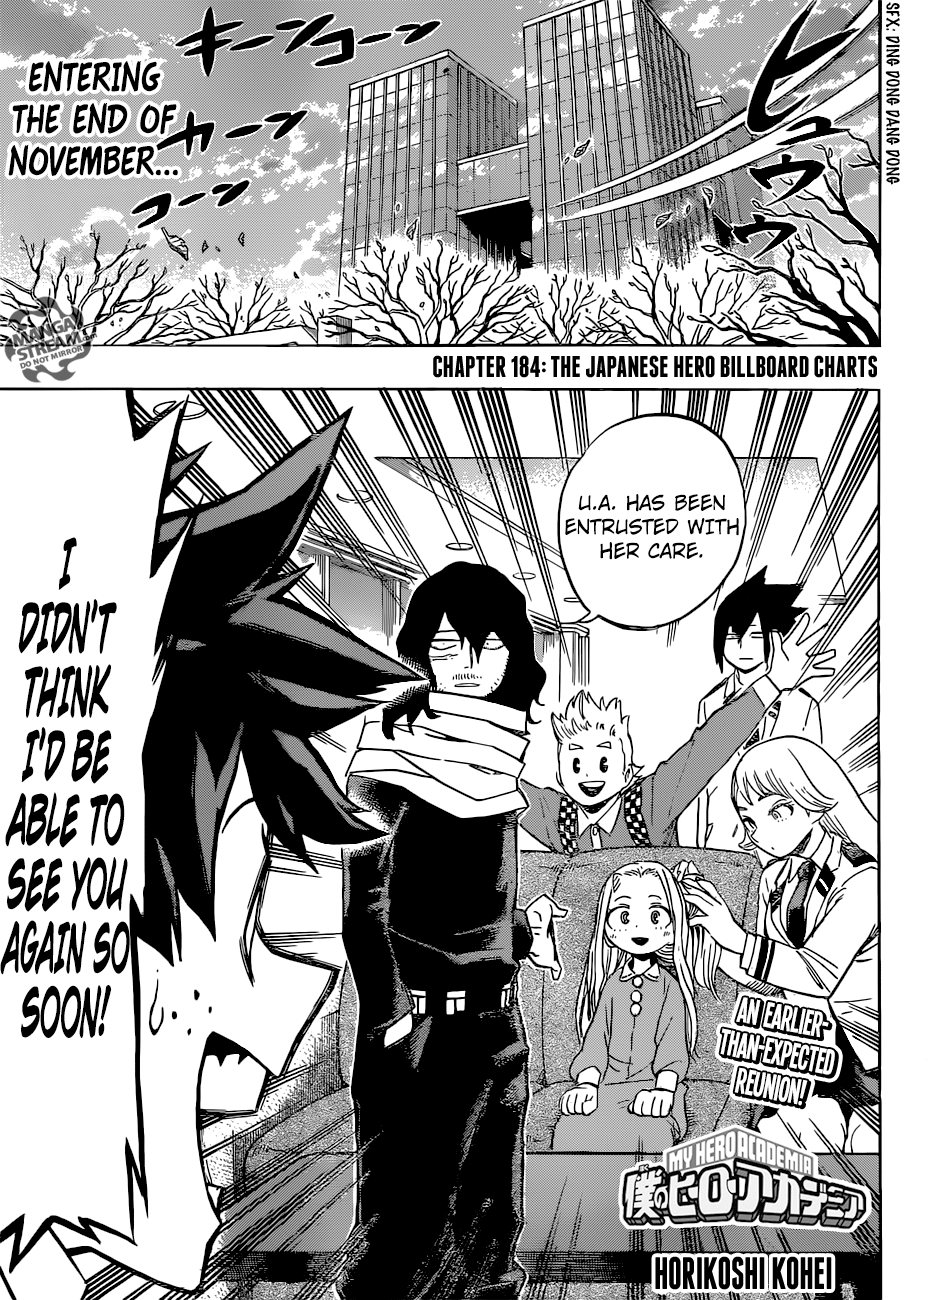 ENTERING
THE END OF
NOVEMBER...
キーンコーン
カーン
コーン
ヒュウウウ
SFX: DING DONG DANG DONG
MANGA
STREAM.com
DO NOT MIRROR
CHAPTER 184: THE JAPANESE HERO BILLBOARD CHARTS
U.A. HAS BEEN
ENTRUSTED WITH
HER CARE.
I
DIDN'T
THINK
I'D BE
ABLE TO
SEE YOU
AGAIN SO
SOON!
AN EARLIER-
THAN-EXPECTED
REUNION!
MY HERO ACADEMIA
僕のヒーローアカデミア
HORIKOSHI KOHEI